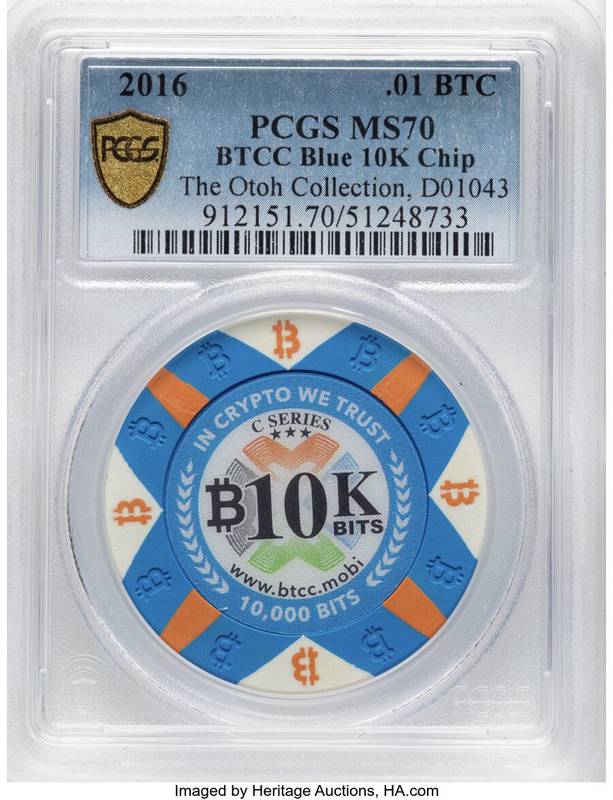 2016 .01 BTC
PCGS
PCGS MS70
BTCC Blue 10K Chip
The Otoh Collection, D01043
912151.70/51248733
IN CRYPTO WE TRUST
C SERIES
★★★
₿10K
BITS
www.btcc.mobi
10,000 BITS
Imaged by Heritage Auctions, HA.com